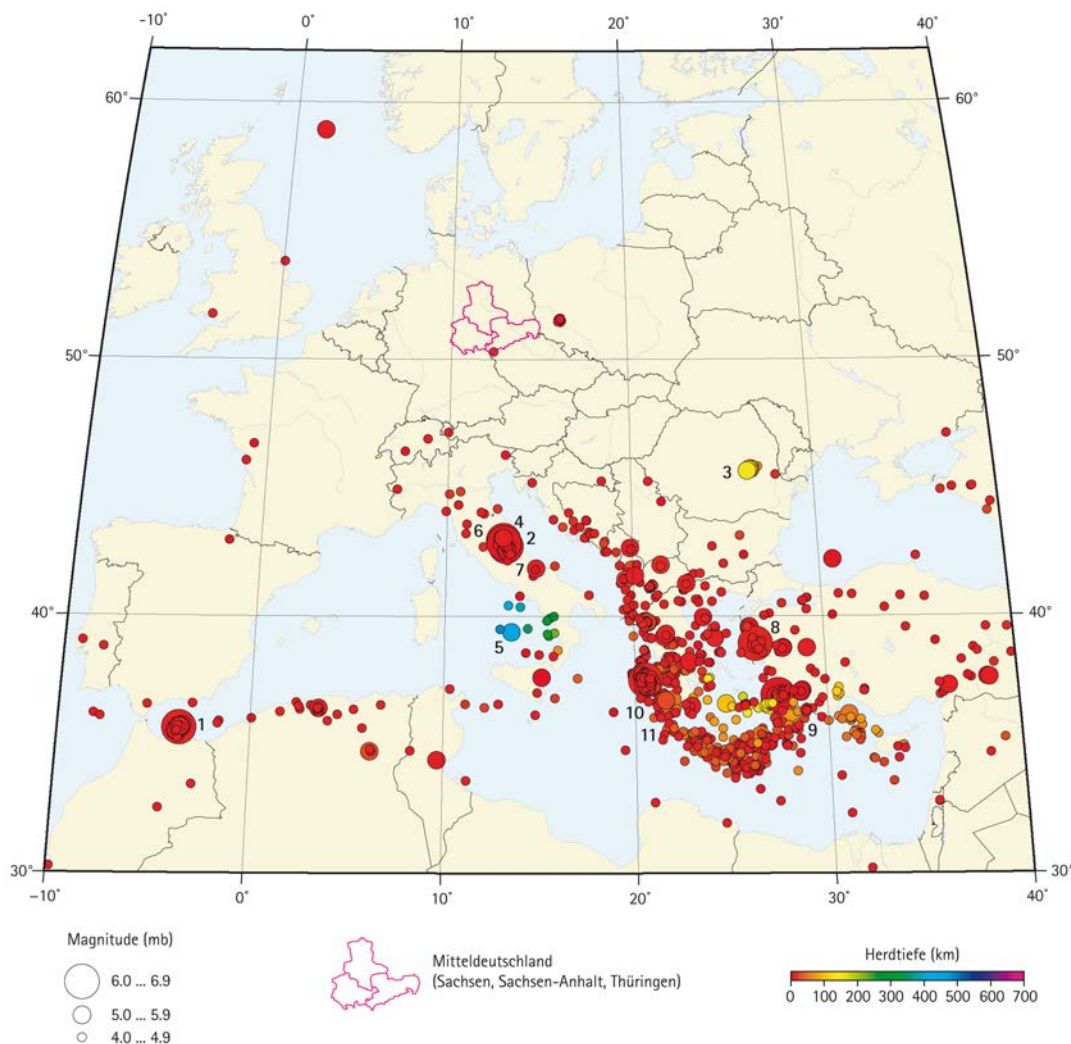 −10° 0° 10° 20° 30° 40°
60° 60°
50° 50°
3
4
6 2
7
40° 40°
8
5
10
1 9
11
30° 30°
−10° 0° 10° 20° 30° 40°
Magnitude (mb)
6.0 ... 6.9
5.0 ... 5.9
4.0 ... 4.9
Mitteldeutschland
(Sachsen, Sachsen-Anhalt, Thüringen)
Herdtiefe (km)
0 100 200 300 400 500 600 700